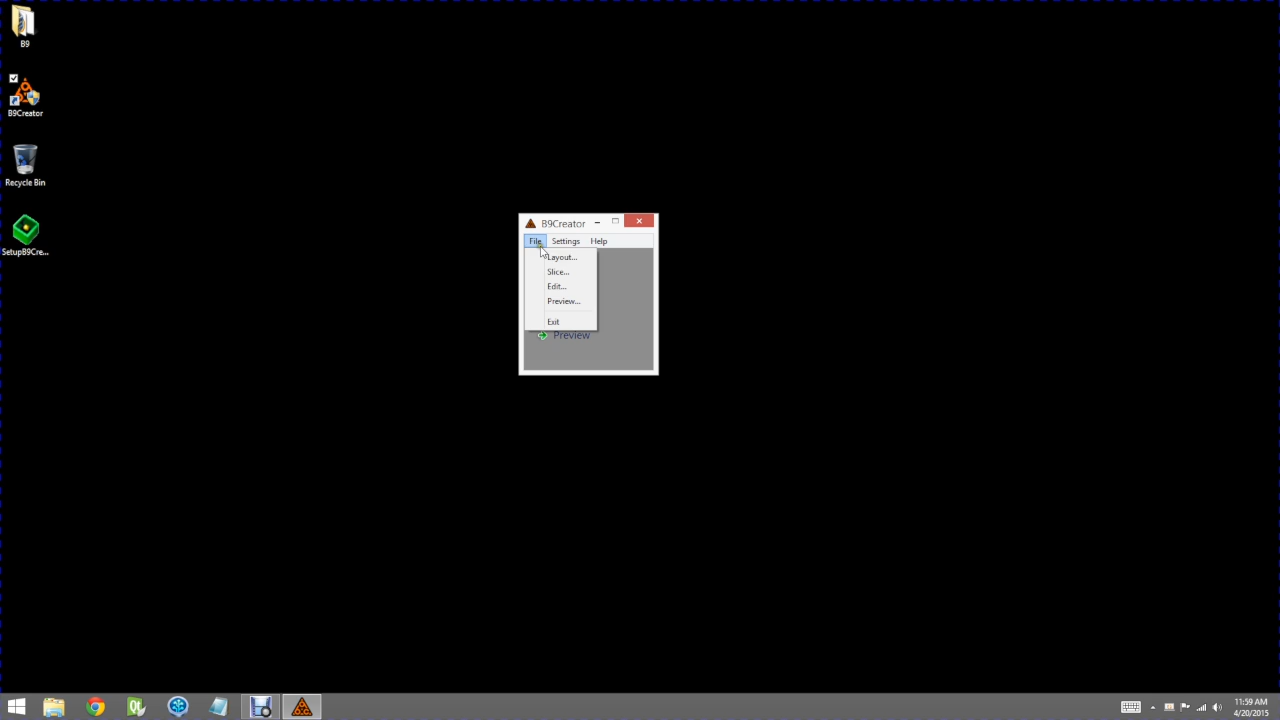 B9
B9Creator
Recycle Bin
SetupB9Cre...
B9Creator
File Settings Help
Layout...
Slice...
Edit...
Preview...
Exit
Preview
Qt
11:59 AM
4/20/2015